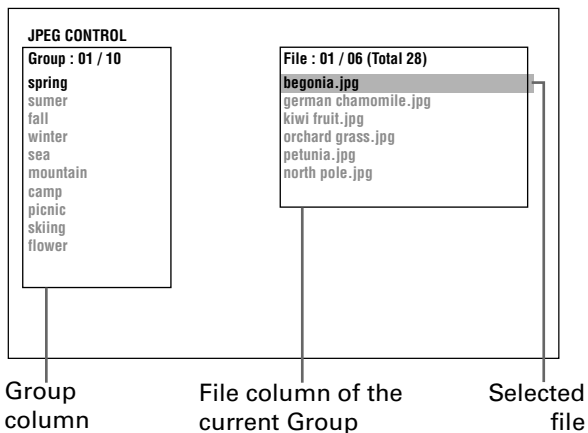 JPEG CONTROL
Group : 01 / 10
spring
sumer
fall
winter
sea
mountain
camp
picnic
skiing
flower
File : 01 / 06 (Total 28)
begonia.jpg
german chamomile.jpg
kiwi fruit.jpg
orchard grass.jpg
petunia.jpg
north pole.jpg
Group
column
File column of the
current Group
Selected
file